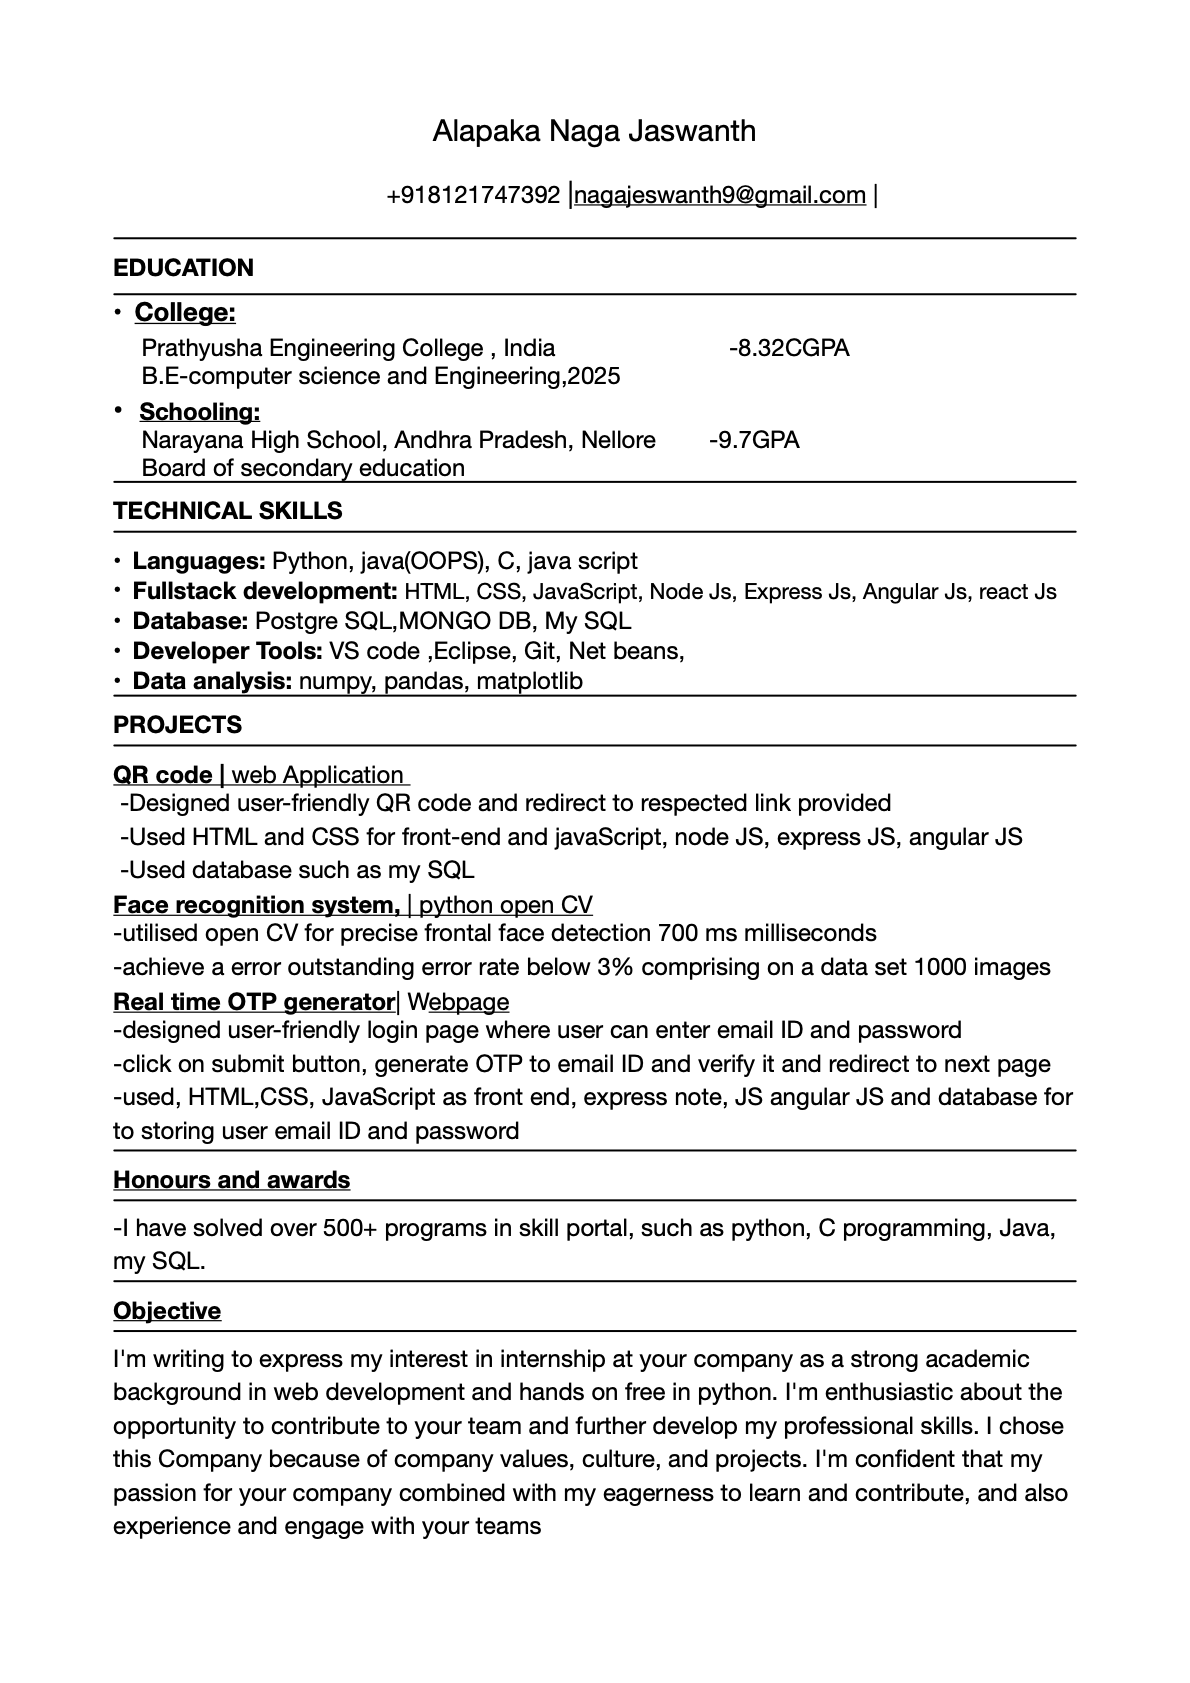 Alapaka Naga Jaswanth
+918121747392 |nagajeswanth9@gmail.com |
EDUCATION
• College:
Prathyusha Engineering College , India -8.32CGPA
B.E-computer science and Engineering,2025
• Schooling:
Narayana High School, Andhra Pradesh, Nellore -9.7GPA
Board of secondary education
TECHNICAL SKILLS
• Languages: Python, java(OOPS), C, java script
• Fullstack development: HTML, CSS, JavaScript, Node Js, Express Js, Angular Js, react Js
• Database: Postgre SQL,MONGO DB, My SQL
• Developer Tools: VS code ,Eclipse, Git, Net beans,
• Data analysis: numpy, pandas, matplotlib
PROJECTS
QR code | web Application
-Designed user-friendly QR code and redirect to respected link provided
-Used HTML and CSS for front-end and javaScript, node JS, express JS, angular JS
-Used database such as my SQL
Face recognition system, | python open CV
-utilised open CV for precise frontal face detection 700 ms milliseconds
-achieve a error outstanding error rate below 3% comprising on a data set 1000 images
Real time OTP generator| Webpage
-designed user-friendly login page where user can enter email ID and password
-click on submit button, generate OTP to email ID and verify it and redirect to next page
-used, HTML,CSS, JavaScript as front end, express note, JS angular JS and database for
to storing user email ID and password
Honours and awards
-I have solved over 500+ programs in skill portal, such as python, C programming, Java,
my SQL.
Objective
I'm writing to express my interest in internship at your company as a strong academic
background in web development and hands on free in python. I'm enthusiastic about the
opportunity to contribute to your team and further develop my professional skills. I chose
this Company because of company values, culture, and projects. I'm confident that my
passion for your company combined with my eagerness to learn and contribute, and also
experience and engage with your teams